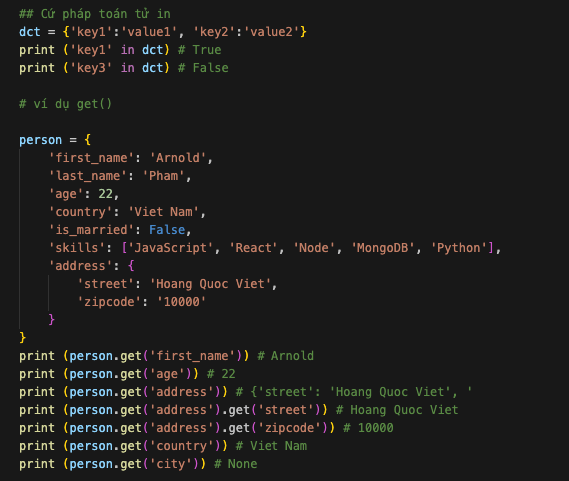 ## Cứ pháp toán tử in
dct = {'key1':'value1', 'key2':'value2'}
print ('key1' in dct) # True
print ('key3' in dct) # False
# ví dụ get()
person = {
    'first_name': 'Arnold',
    'last_name': 'Pham',
    'age': 22,
    'country': 'Viet Nam',
    'is_married': False,
    'skills': ['JavaScript', 'React', 'Node', 'MongoDB', 'Python'],
    'address': {
        'street': 'Hoang Quoc Viet',
        'zipcode': '10000'
    }
}
print (person.get('first_name')) # Arnold
print (person.get('age')) # 22
print (person.get('address')) # {'street': 'Hoang Quoc Viet', '
print (person.get('address').get('street')) # Hoang Quoc Viet
print (person.get('address').get('zipcode')) # 10000
print (person.get('country')) # Viet Nam
print (person.get('city')) # None